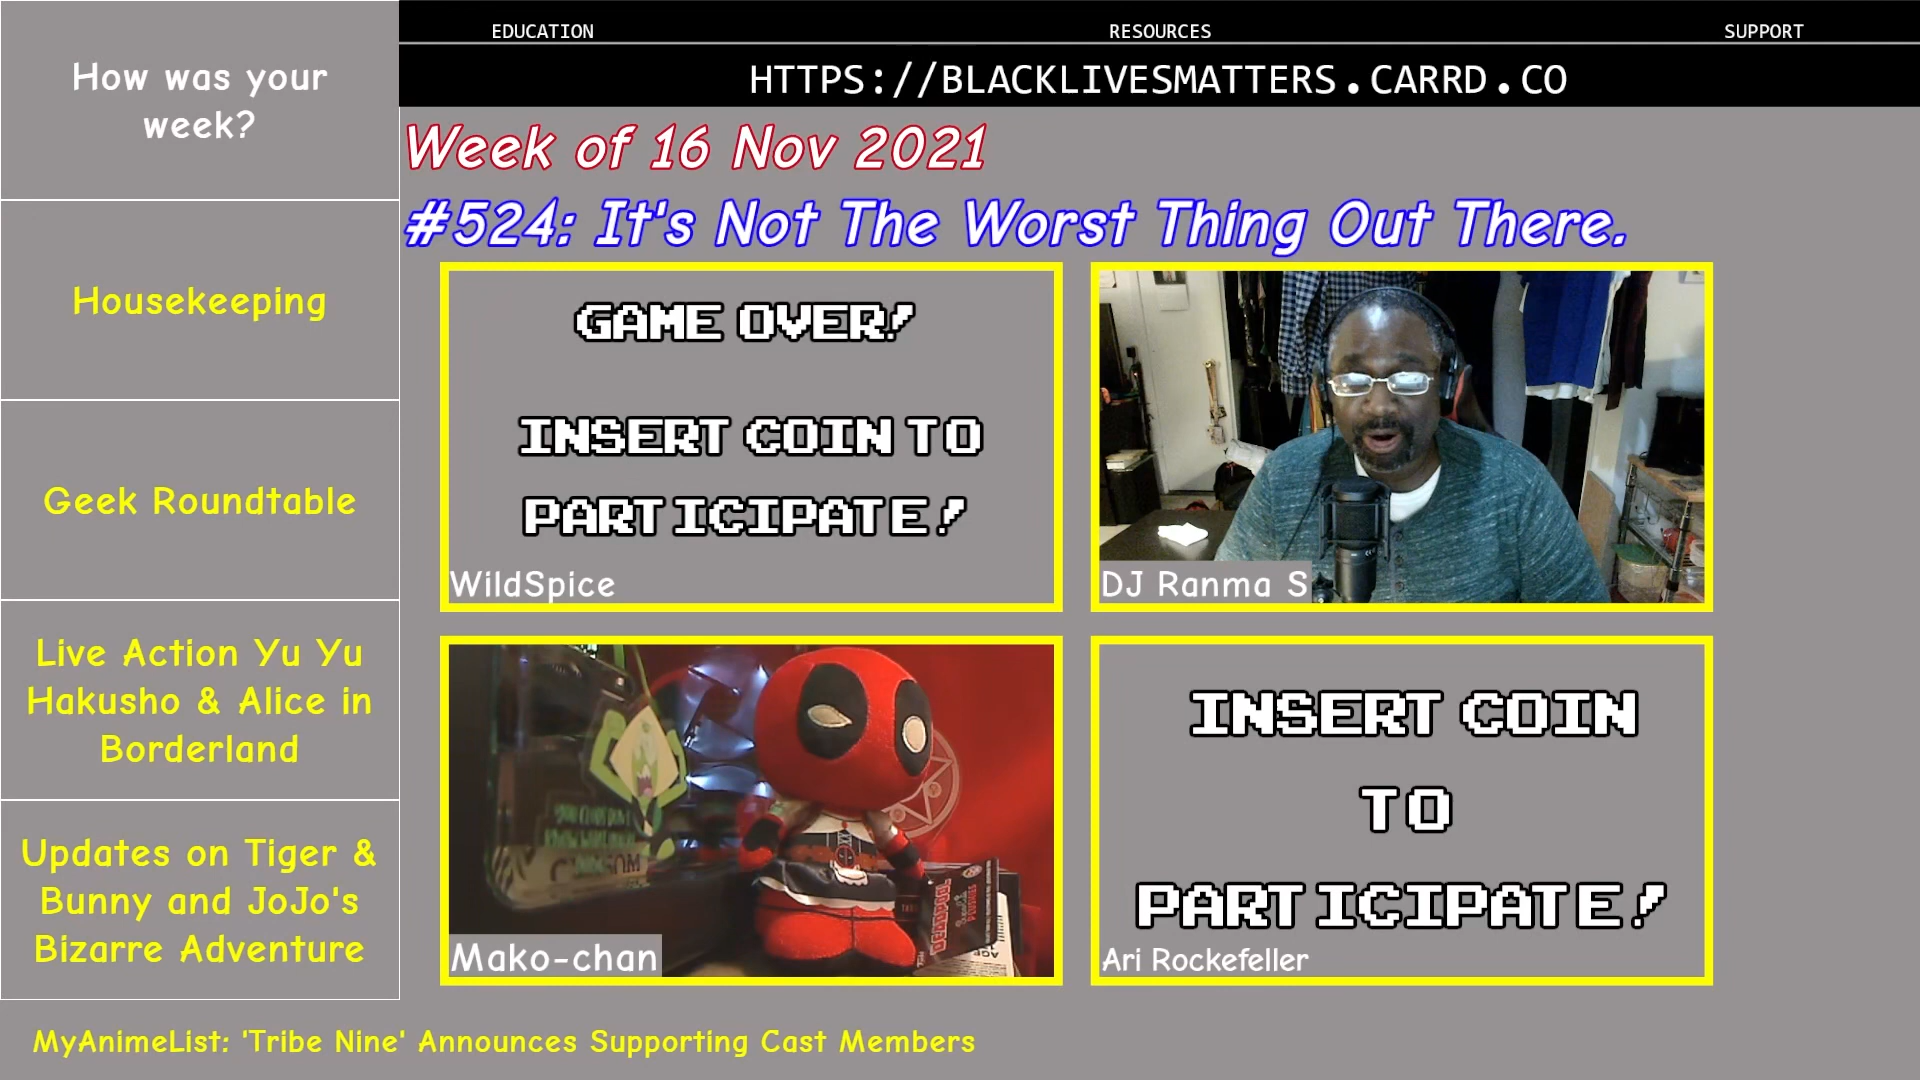 EDUCATION RESOURCES SUPPORT
HTTPS://BLACKLIVESMATTERS.CARRD.CO
How was your
week?
Housekeeping
Geek Roundtable
Live Action Yu Yu
Hakusho & Alice in
Borderland
Updates on Tiger &
Bunny and JoJo's
Bizarre Adventure
Week of 16 Nov 2021
#524: It's Not The Worst Thing Out There.
GAME OVER!
INSERT COIN TO
PARTICIPATE!
WildSpice
DJ Ranma S
DEADPOOL
Mako-chan
INSERT COIN
TO
PARTICIPATE!
Ari Rockefeller
MyAnimeList: 'Tribe Nine' Announces Supporting Cast Members